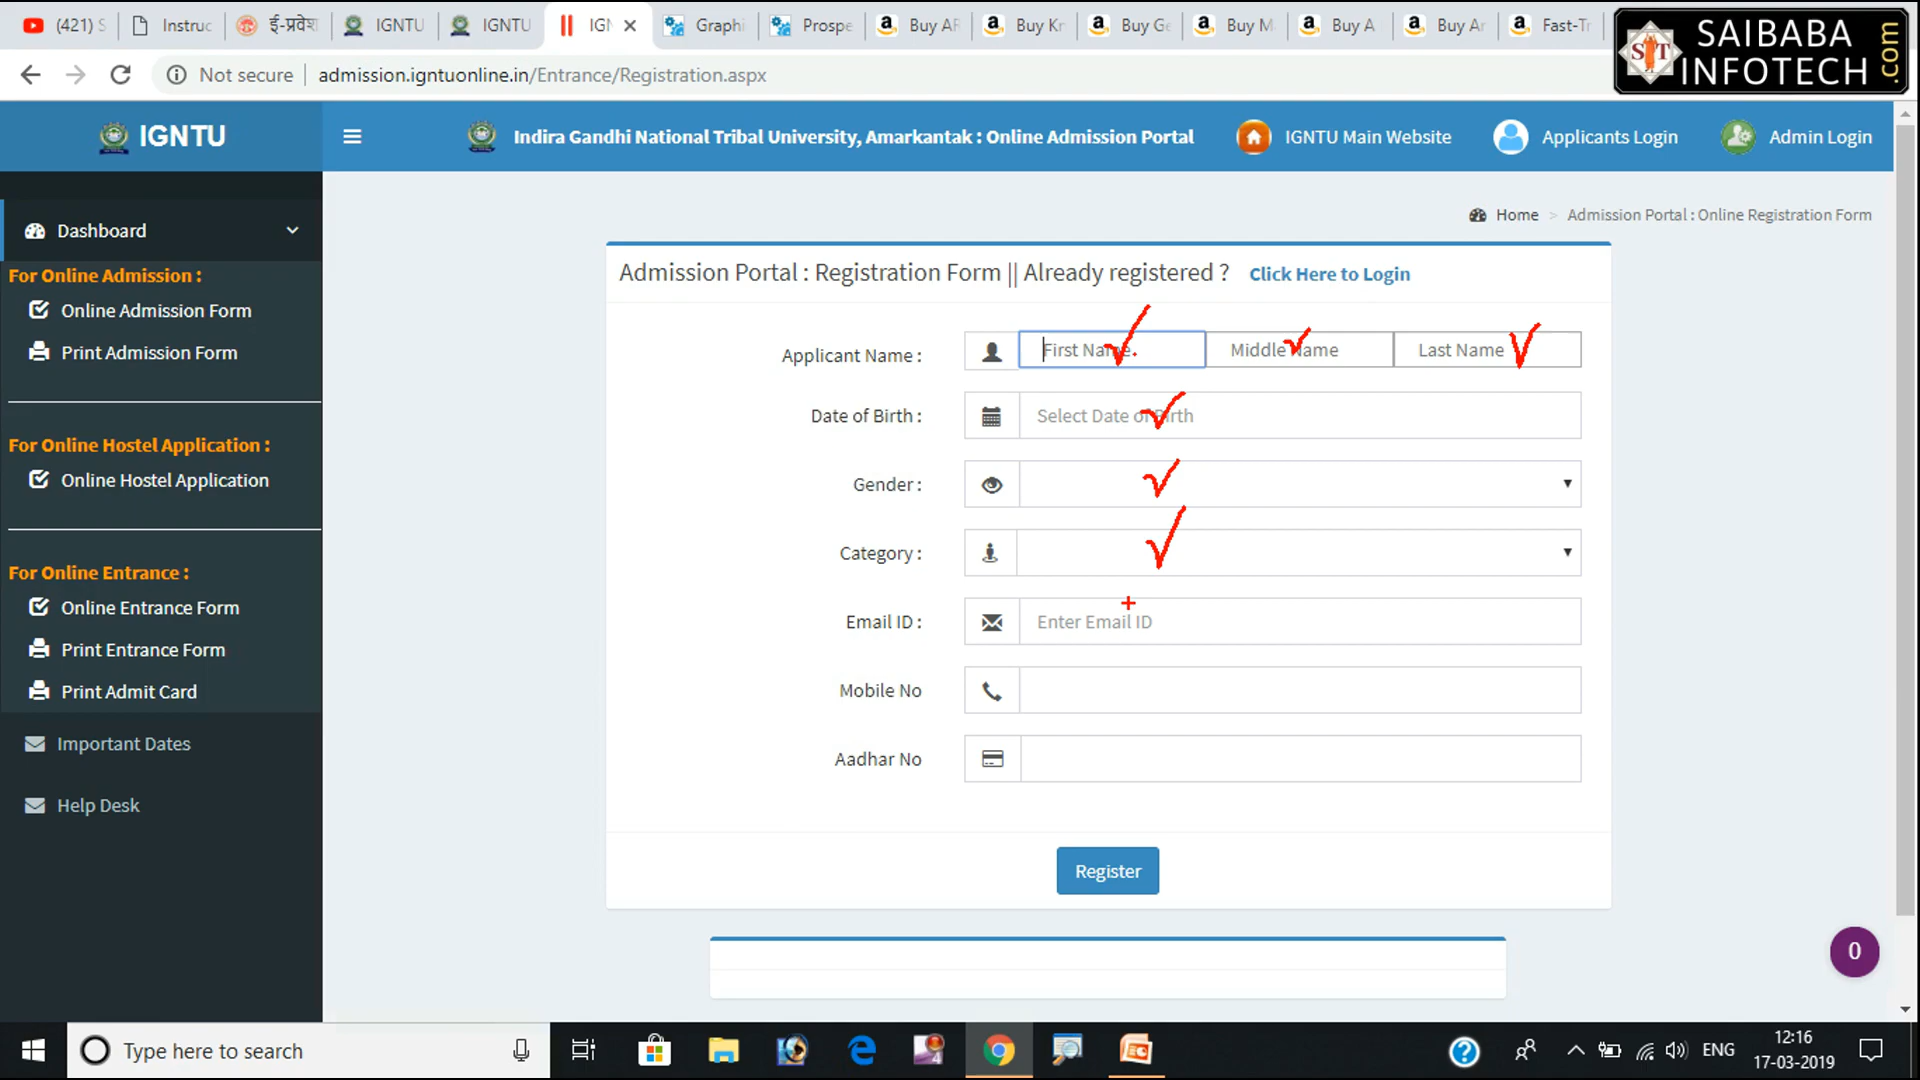 (421) S
Instruc
ई-प्रवेश
IGNTU
IGNTU
IGN
Graphi
Prospe
Buy AR
Buy Kn
Buy Ge
Buy M
Buy A
Buy Ar
Fast-Tr
SIT
SAIBABA
INFOTECH
.com
Not secure
admission.igntuonline.in/Entrance/Registration.aspx
IGNTU
Indira Gandhi National Tribal University, Amarkantak : Online Admission Portal
IGNTU Main Website
Applicants Login
Admin Login
Dashboard
For Online Admission :
Online Admission Form
Print Admission Form
For Online Hostel Application :
Online Hostel Application
For Online Entrance :
Online Entrance Form
Print Entrance Form
Print Admit Card
Important Dates
Help Desk
Home > Admission Portal : Online Registration Form
Admission Portal : Registration Form || Already registered ? Click Here to Login
Applicant Name : First Name Middle Name Last Name
Date of Birth : Select Date of Birth
Gender :
Category :
Email ID : Enter Email ID
Mobile No
Aadhar No
Register
0
Type here to search
ENG
12:16
17-03-2019